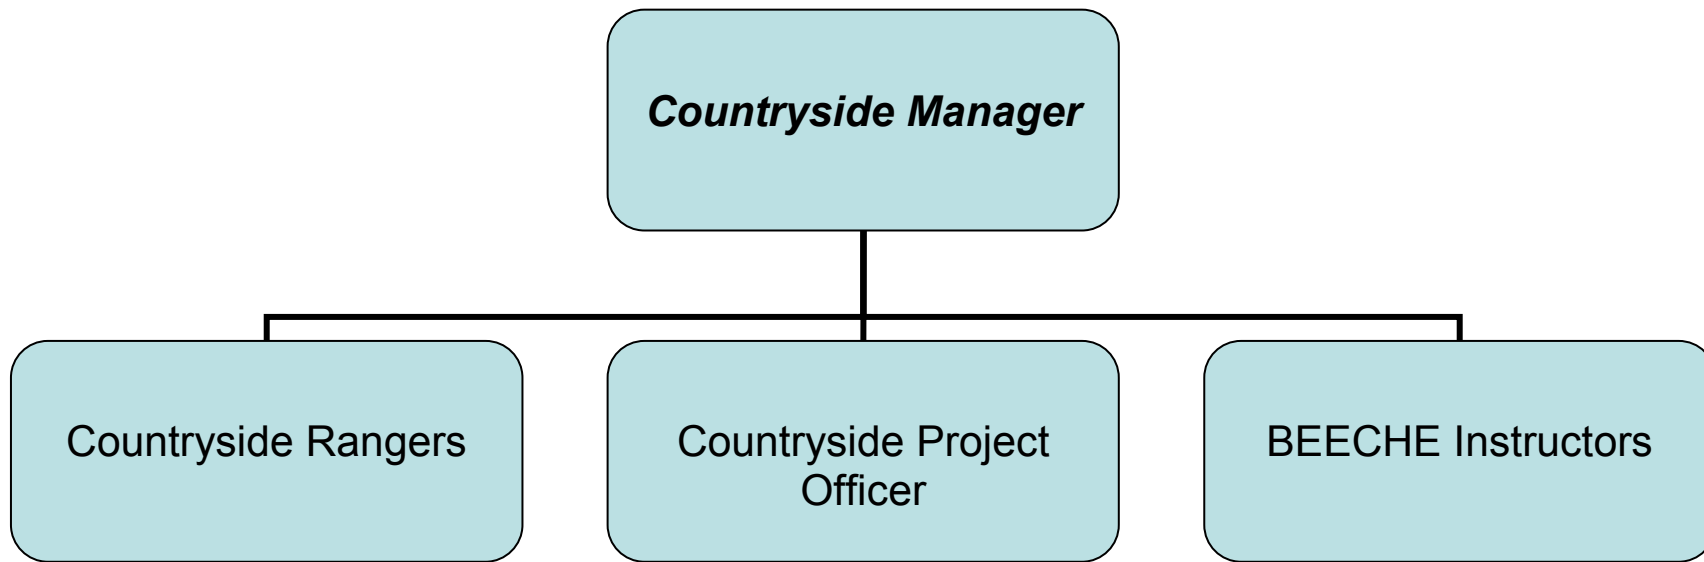 Countryside Manager
Countryside Rangers
Countryside Project
Officer
BEECHE Instructors